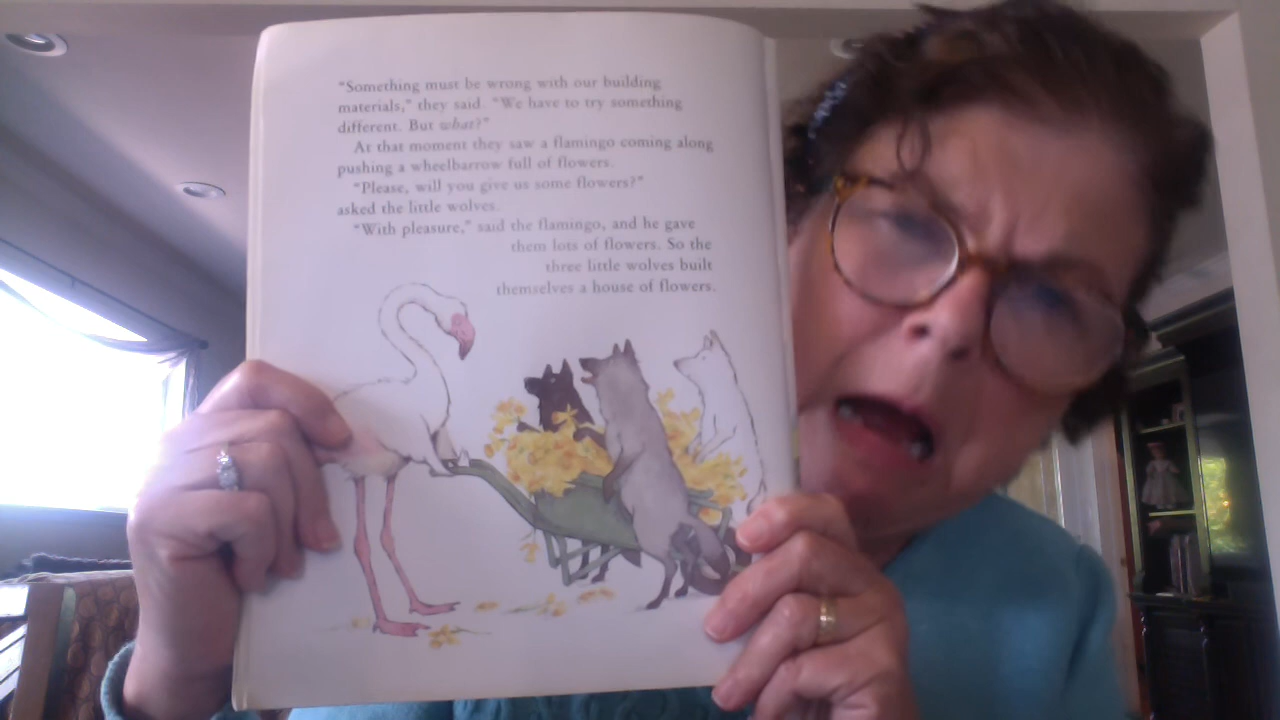 "Something must be wrong with our building
materials," they said. "We have to try something
different. But what?"
At that moment they saw a flamingo coming along
pushing a wheelbarrow full of flowers.
"Please, will you give us some flowers?"
asked the little wolves.
"With pleasure," said the flamingo, and he gave
them lots of flowers. So the
three little wolves built
themselves a house of flowers.